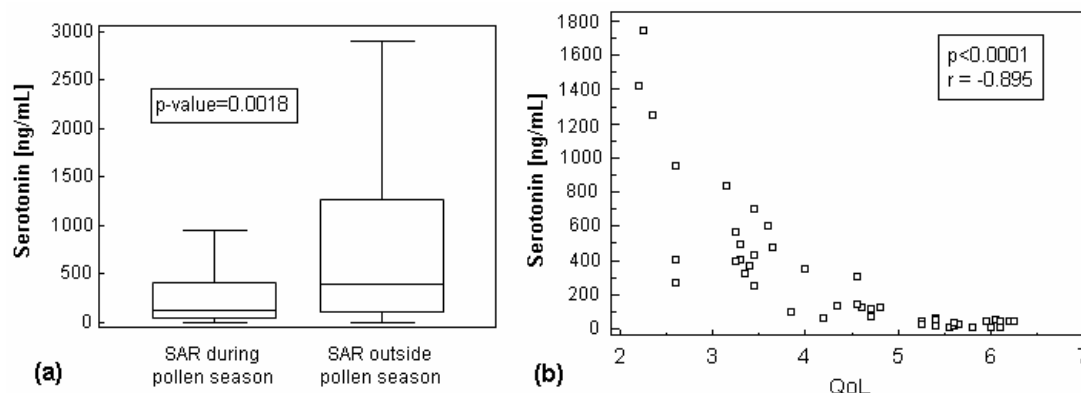 3000
2500
2000
1500
1000
500
0
Serotonin [ng/mL]
p-value=0.0018
SAR during
pollen season
SAR outside
pollen season
(a)
1800
1600
1400
1200
1000
800
600
400
200
0
Serotonin [ng/mL]
p<0.0001
r = -0.895
2 3 4 5 6 7
QoL
(b)